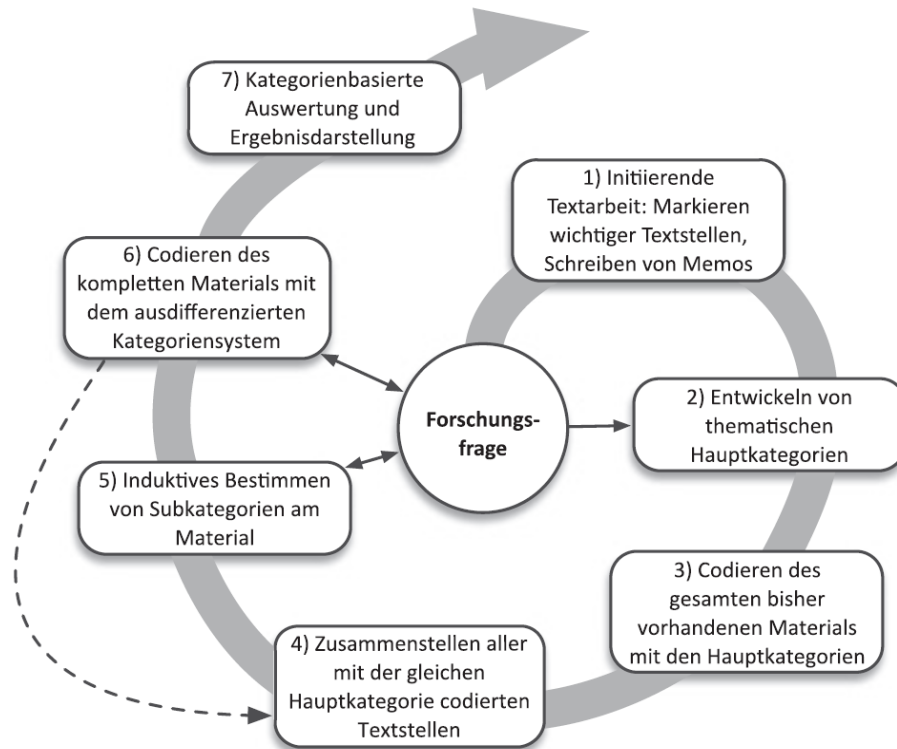 7) Kategorienbasierte
Auswertung und
Ergebnisdarstellung
1) Initiierende
Textarbeit: Markieren
wichtiger Textstellen,
Schreiben von Memos
6) Codieren des
kompletten Materials mit
dem ausdifferenzierten
Kategoriensystem
Forschungs-
frage
2) Entwickeln von
thematischen
Hauptkategorien
5) Induktives Bestimmen
von Subkategorien am
Material
3) Codieren des
gesamten bisher
vorhandenen Materials
mit den Hauptkategorien
4) Zusammenstellen aller
mit der gleichen
Hauptkategorie codierten
Textstellen